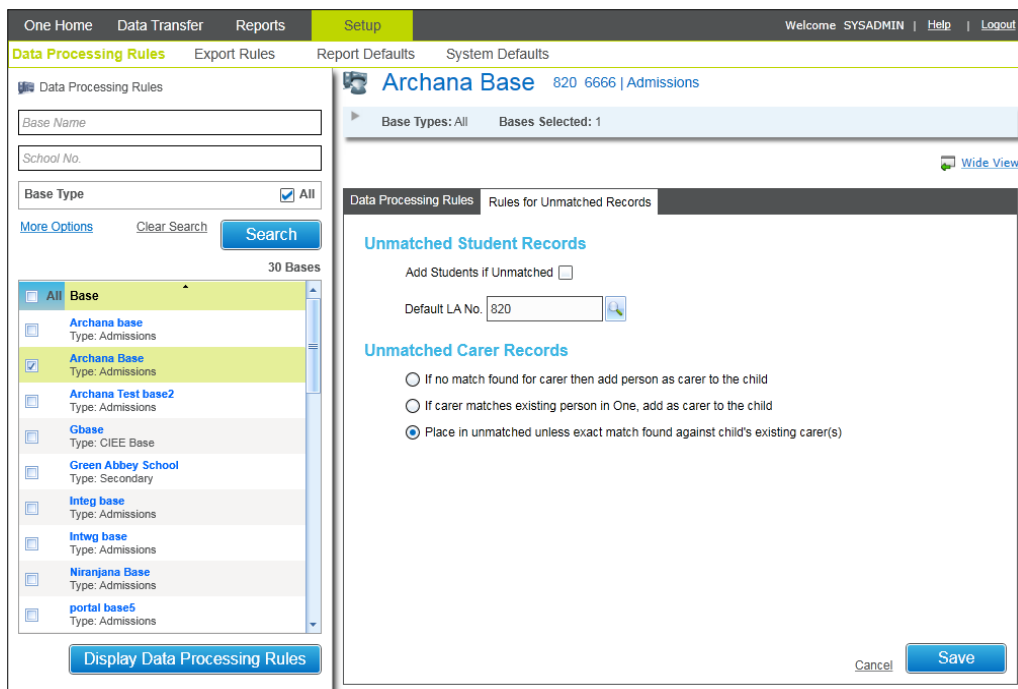 One Home Data Transfer Reports Setup Welcome SYSADMIN | Help | Logout
Data Processing Rules Export Rules Report Defaults System Defaults
Data Processing Rules
Base Name
School No.
Base Type All
More Options Clear Search Search
30 Bases
All Base
Archana base
Type: Admissions
Archana Base
Type: Admissions
Archana Test base2
Type: Admissions
Gbase
Type: CIEE Base
Green Abbey School
Type: Secondary
Integ base
Type: Admissions
Intwg base
Type: Admissions
Niranjana Base
Type: Admissions
portal base5
Type: Admissions
Display Data Processing Rules
Archana Base 820 6666 | Admissions
Base Types: All Bases Selected: 1
Wide View
Data Processing Rules Rules for Unmatched Records
Unmatched Student Records
Add Students if Unmatched
Default LA No. 820
Unmatched Carer Records
If no match found for carer then add person as carer to the child
If carer matches existing person in One, add as carer to the child
Place in unmatched unless exact match found against child's existing carer(s)
Cancel Save